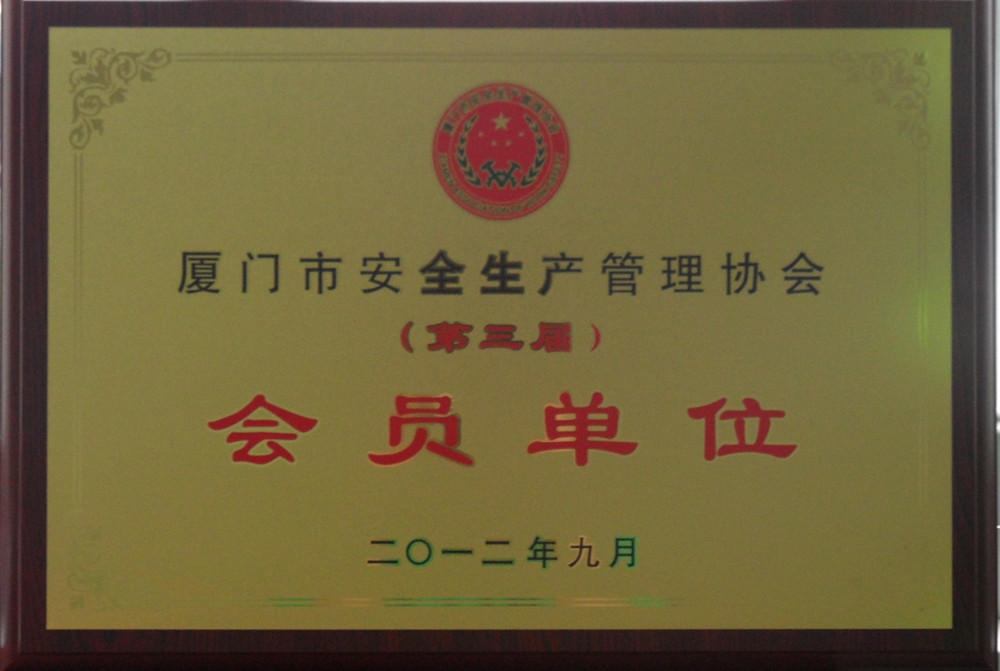 厦门市安全生产管理协会
（第三届）
会员单位
二〇一二年九月